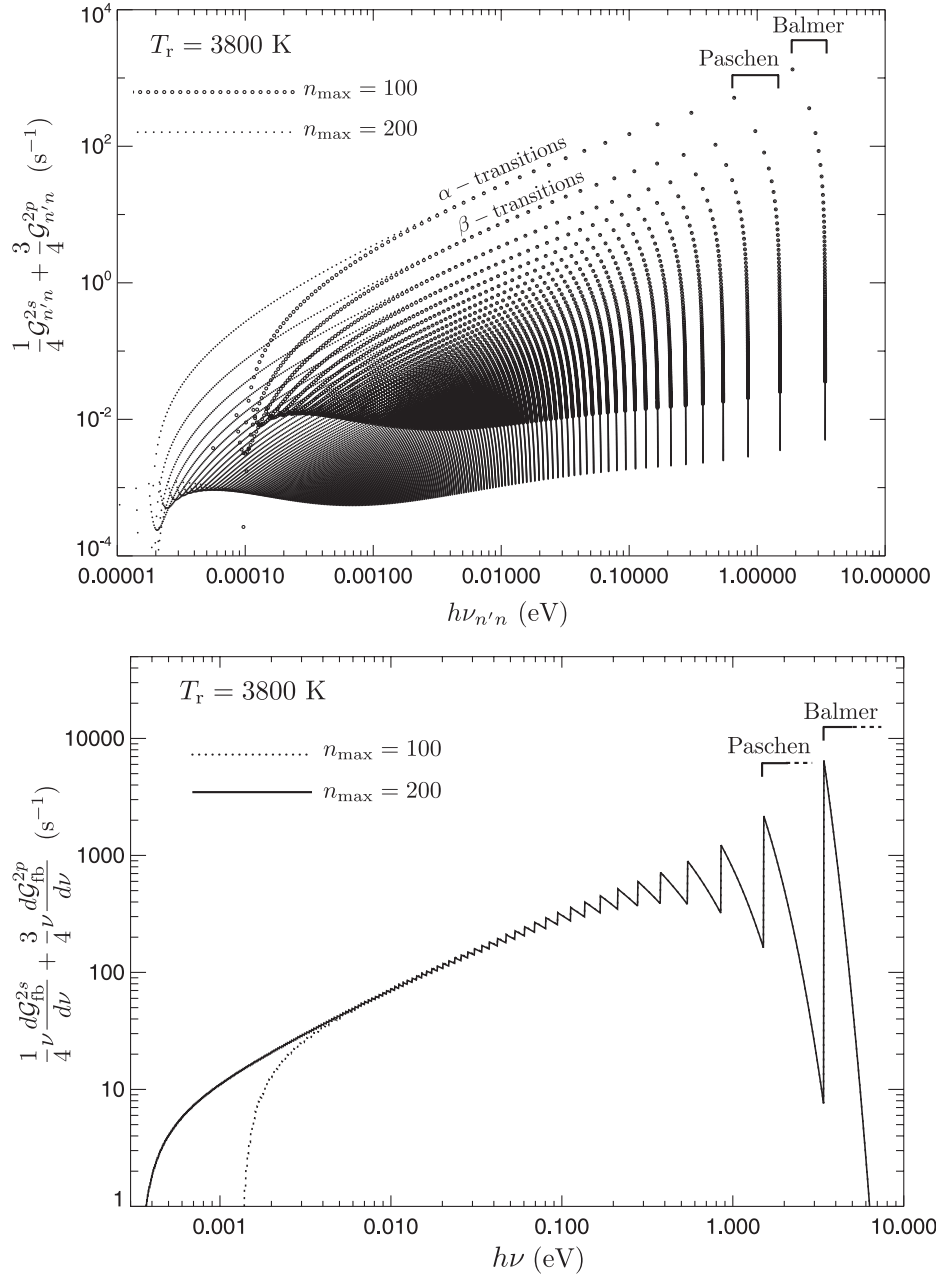 10^4
10^2
10^0
10^-2
10^-4
T_r = 3800 K
n_max = 100
n_max = 200
Balmer
Paschen
α − transitions
β − transitions
1/4 G^{2s}_{n'n} + 3/4 G^{2p}_{n'n} (s^−1)
0.00001 0.00010 0.00100 0.01000 0.10000 1.00000 10.00000
hν_{n'n} (eV)
T_r = 3800 K
n_max = 100
n_max = 200
Balmer
Paschen
10000
1000
100
10
1
1/4 ν dG^{2s}_{fb}/dν + 3/4 ν dG^{2p}_{fb}/dν (s^−1)
0.001 0.010 0.100 1.000 10.000
hν (eV)